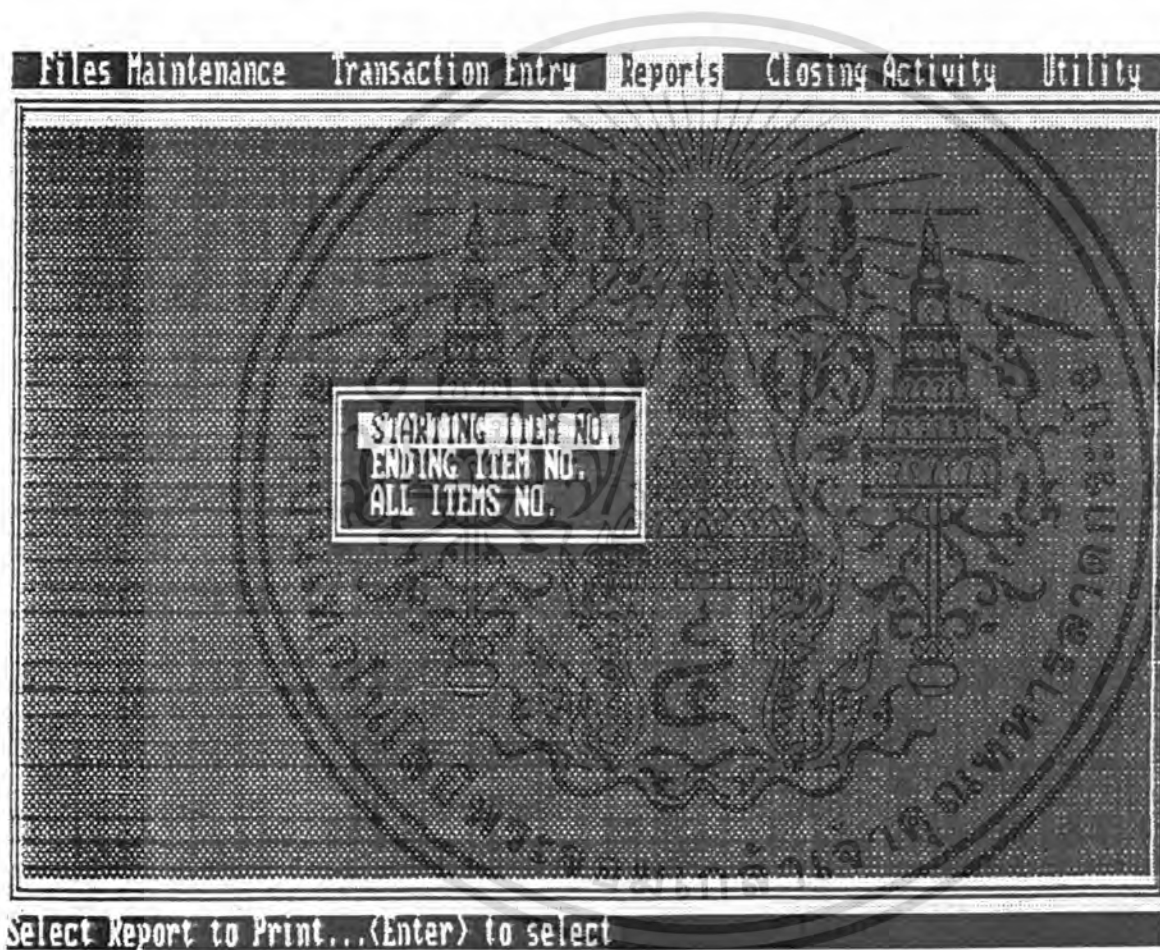 Files Maintenance Transaction Entry Reports Closing Activity Utility
STARTING ITEM NO.
ENDING ITEM NO.
ALL ITEMS NO.
Select Report to Print...<Enter> to select